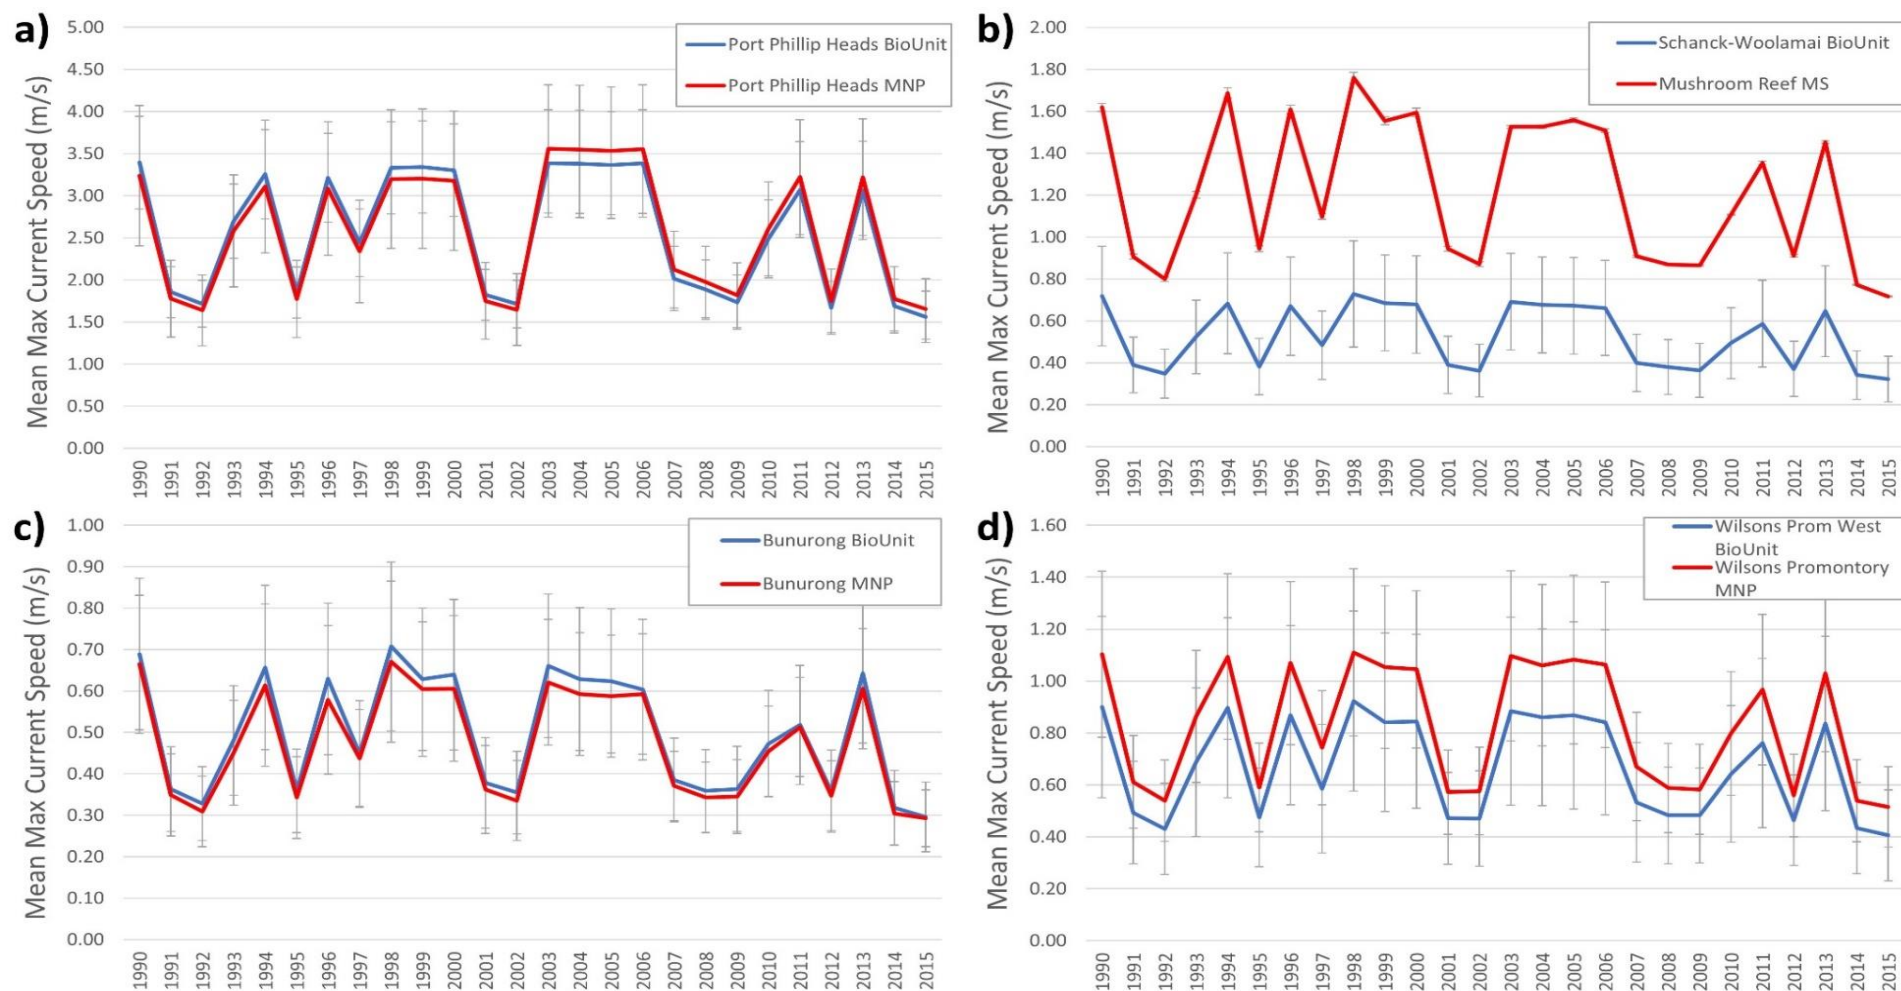 a)
Mean Max Current Speed (m/s)
5.00
4.50
4.00
3.50
3.00
2.50
2.00
1.50
1.00
0.50
0.00
Port Phillip Heads BioUnit
Port Phillip Heads MNP
1990 1991 1992 1993 1994 1995 1996 1997 1998 1999 2000 2001 2002 2003 2004 2005 2006 2007 2008 2009 2010 2011 2012 2013 2014 2015
b)
Mean Max Current Speed (m/s)
2.00
1.80
1.60
1.40
1.20
1.00
0.80
0.60
0.40
0.20
0.00
Schanck-Woolamai BioUnit
Mushroom Reef MS
1990 1991 1992 1993 1994 1995 1996 1997 1998 1999 2000 2001 2002 2003 2004 2005 2006 2007 2008 2009 2010 2011 2012 2013 2014 2015
c)
Mean Max Current Speed (m/s)
1.00
0.90
0.80
0.70
0.60
0.50
0.40
0.30
0.20
0.10
0.00
Bunurong BioUnit
Bunurong MNP
1990 1991 1992 1993 1994 1995 1996 1997 1998 1999 2000 2001 2002 2003 2004 2005 2006 2007 2008 2009 2010 2011 2012 2013 2014 2015
d)
Mean Max Current Speed (m/s)
1.60
1.40
1.20
1.00
0.80
0.60
0.40
0.20
0.00
Wilsons Prom West
BioUnit
Wilsons Promontory
MNP
1990 1991 1992 1993 1994 1995 1996 1997 1998 1999 2000 2001 2002 2003 2004 2005 2006 2007 2008 2009 2010 2011 2012 2013 2014 2015